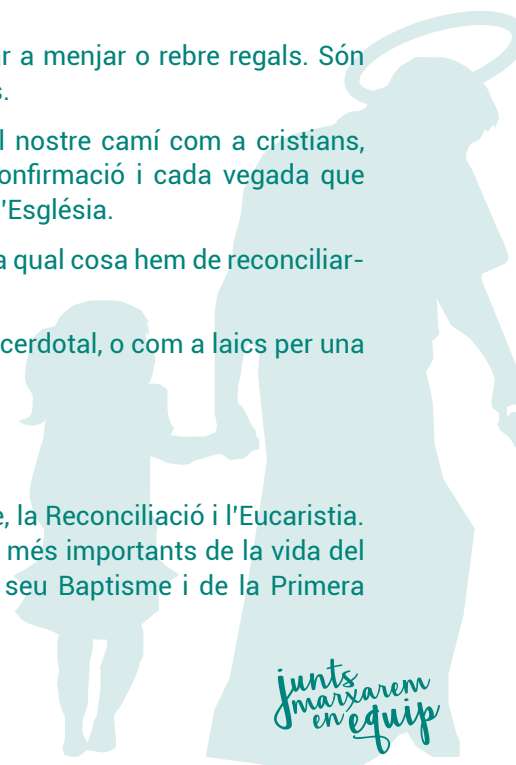 r a menjar o rebre regals. Són
s.
l nostre camí com a cristians,
onfirmació i cada vegada que
'Església.
a qual cosa hem de reconciliar-
cerdotal, o com a laics per una
e, la Reconciliació i l'Eucaristia.
més importants de la vida del
seu Baptisme i de la Primera
junts
marxarem
en equip